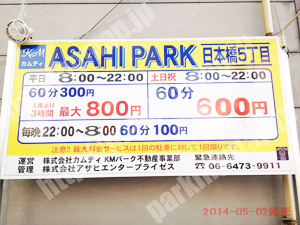 KM
カムティ
ASAHI PARK 日本橋5丁目
平日 8:00～22:00 土日祝 8:00～22:00
60分300円 60分
入庫より
3時間 最大800円 600円
毎晩 22:00～8:00 60分 100円
注意!! 最大料金サービスは1回の駐車に対して1回限りです。
運営 株式会社カムティ KMパーク不動産事業部 緊急連絡先
管理 株式会社アサヒエンタープライゼス ☎ 06-6473-9911
2014-05-02